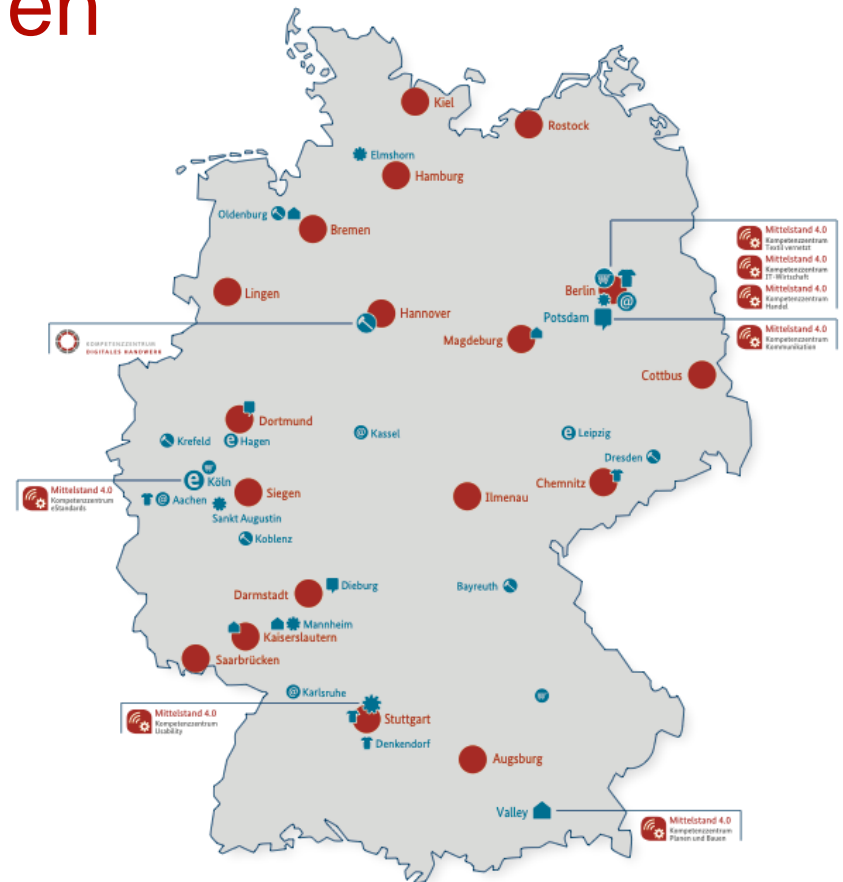 en
Kiel
Rostock
Elmshorn
Hamburg
Oldenburg
Bremen
Mittelstand 4.0
Kompetenzzentrum
Textil vernetzt
Mittelstand 4.0
Kompetenzzentrum
IT-Wirtschaft
Mittelstand 4.0
Kompetenzzentrum
Handel
Lingen
Berlin
Hannover
Potsdam
Mittelstand 4.0
Kompetenzzentrum
Kommunikation
KOMPETENZZENTRUM
DIGITALES HANDWERK
Magdeburg
Cottbus
Dortmund
Krefeld
Hagen
Kassel
Leipzig
Dresden
Köln
Chemnitz
Mittelstand 4.0
Kompetenzzentrum
eStandards
Aachen
Siegen
Ilmenau
Sankt Augustin
Koblenz
Darmstadt
Dieburg
Bayreuth
Mannheim
Kaiserslautern
Saarbrücken
Karlsruhe
Mittelstand 4.0
Kompetenzzentrum
Usability
Stuttgart
Denkendorf
Augsburg
Valley
Mittelstand 4.0
Kompetenzzentrum
Planen und Bauen